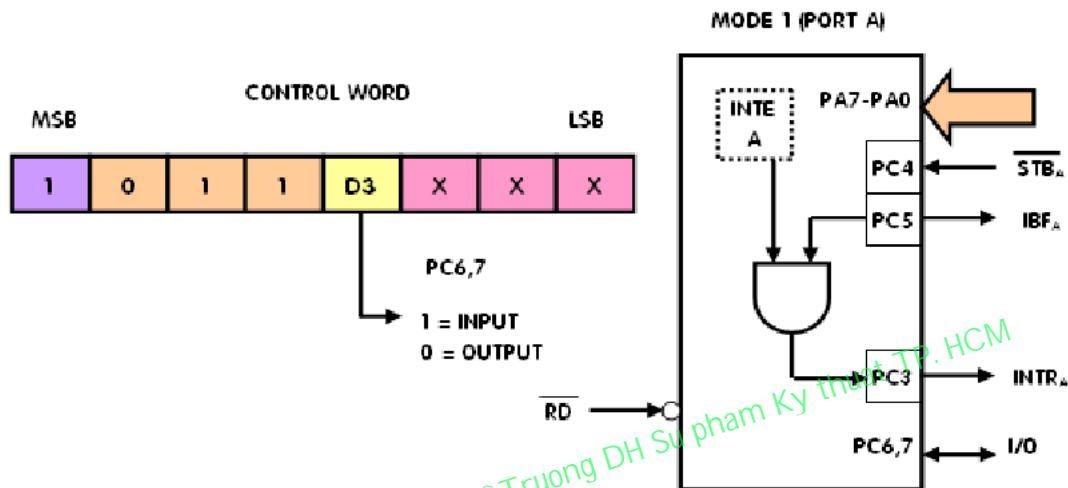 MODE 1 (PORT A)
CONTROL WORD
MSB LSB
1 0 1 1 D3 X X X
PC6,7
1 = INPUT
0 = OUTPUT
INTE
A
PA7-PA0
PC4 STBA
PC5 IBFA
PC3 INTRA
RD
PC6,7 I/O
©Truong DH Su pham Ky thuat TP. HCM